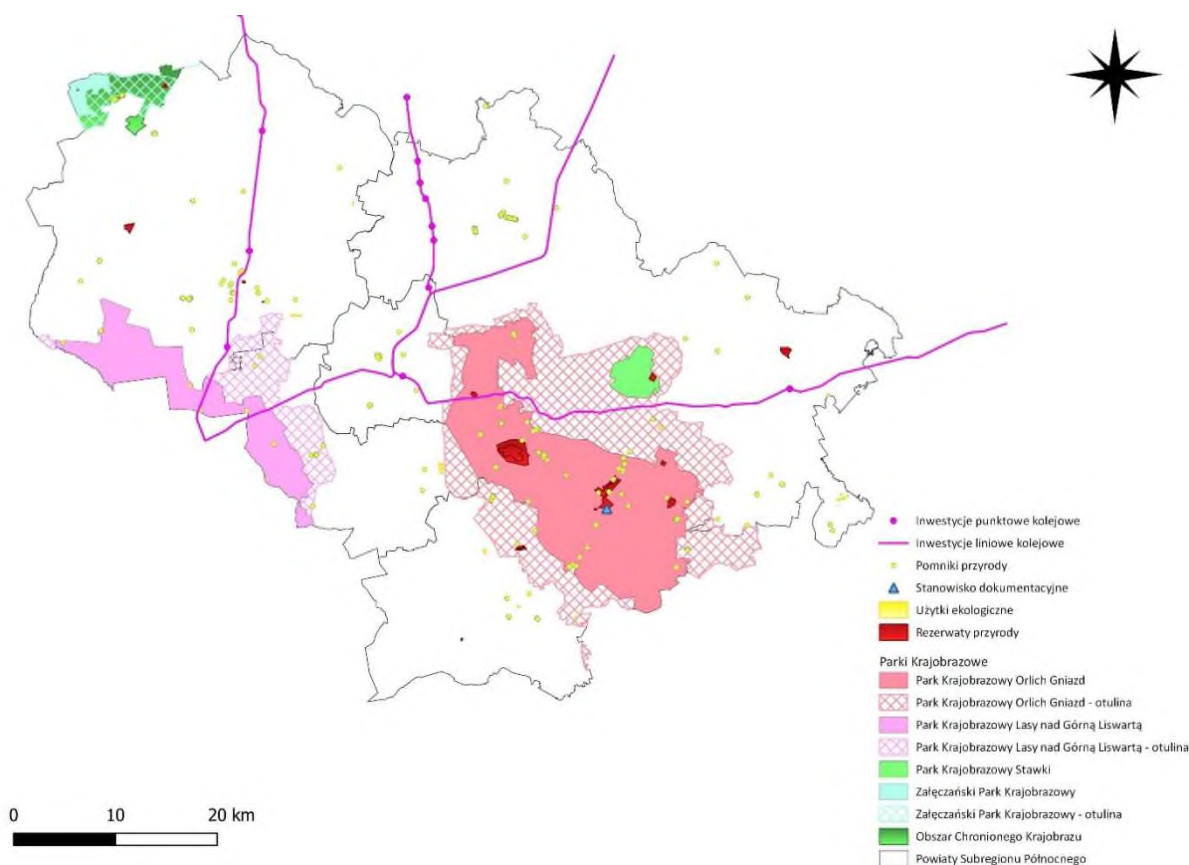 Inwestycje punktowe kolejowe
Inwestycje liniowe kolejowe
Pomniki przyrody
Stanowisko dokumentacyjne
Użytki ekologiczne
Rezerwaty przyrody
Parki Krajobrazowe
Park Krajobrazowy Orlich Gniazd
Park Krajobrazowy Orlich Gniazd - otulina
Park Krajobrazowy Lasy nad Górną Liswartą
Park Krajobrazowy Lasy nad Górną Liswartą - otulina
Park Krajobrazowy Stawki
Załęczański Park Krajobrazowy
Załęczański Park Krajobrazowy - otulina
Obszar Chronionego Krajobrazu
Powiaty Subregionu Północnego
0 10 20 km